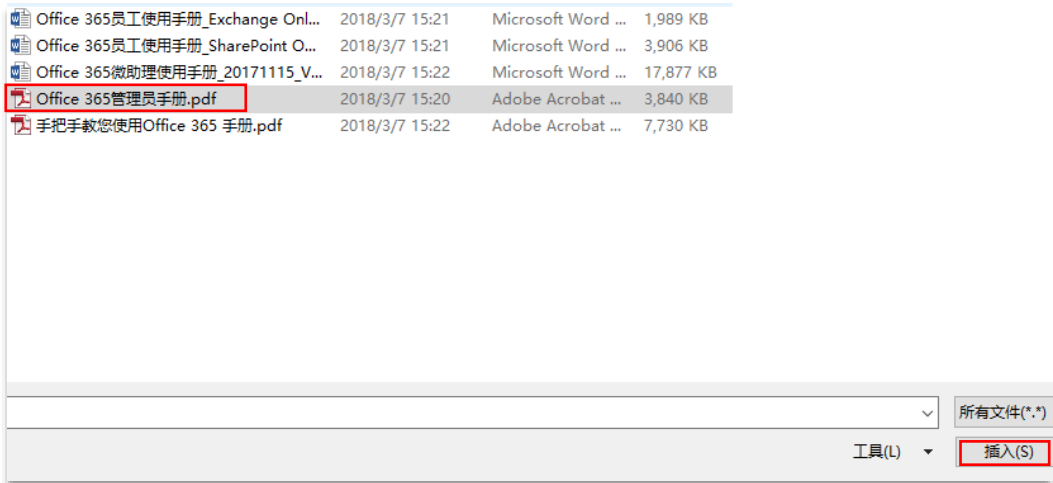 Office 365员工使用手册_Exchange Onl... 2018/3/7 15:21 Microsoft Word ... 1,989 KB
Office 365员工使用手册_SharePoint O... 2018/3/7 15:21 Microsoft Word ... 3,906 KB
Office 365微助理使用手册_20171115_V... 2018/3/7 15:22 Microsoft Word ... 17,877 KB
Office 365管理员手册.pdf 2018/3/7 15:20 Adobe Acrobat ... 3,840 KB
手把手教您使用Office 365 手册.pdf 2018/3/7 15:22 Adobe Acrobat ... 7,730 KB
所有文件(*.*)
工具(L) 插入(S)